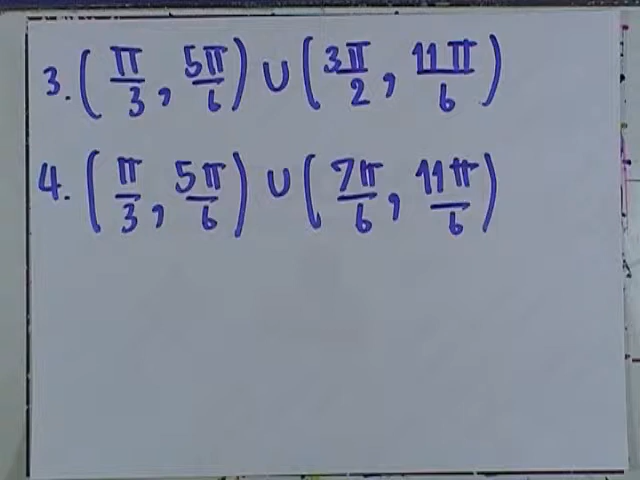 3. (π/3, 5π/6) ∪ (3π/2, 11π/6)
4. (π/3, 5π/6) ∪ (7π/6, 11π/6)